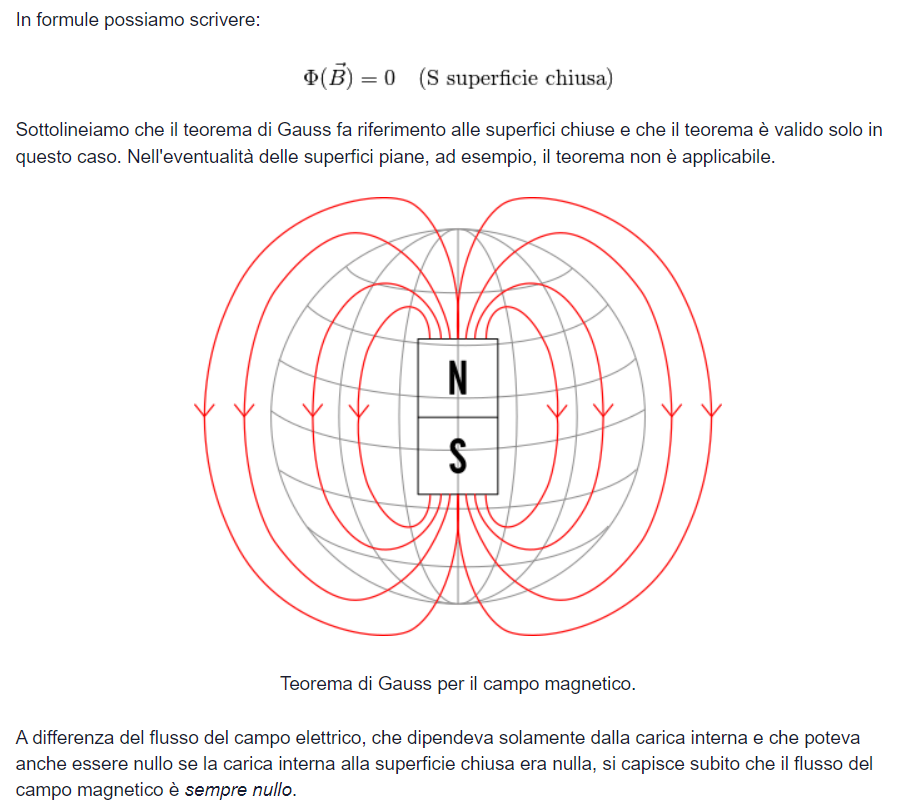 In formule possiamo scrivere:
Φ(B⃗) = 0 (S superficie chiusa)
Sottolineiamo che il teorema di Gauss fa riferimento alle superfici chiuse e che il teorema è valido solo in
questo caso. Nell'eventualità delle superfici piane, ad esempio, il teorema non è applicabile.
N
S
Teorema di Gauss per il campo magnetico.
A differenza del flusso del campo elettrico, che dipendeva solamente dalla carica interna e che poteva
anche essere nullo se la carica interna alla superficie chiusa era nulla, si capisce subito che il flusso del
campo magnetico è sempre nullo.